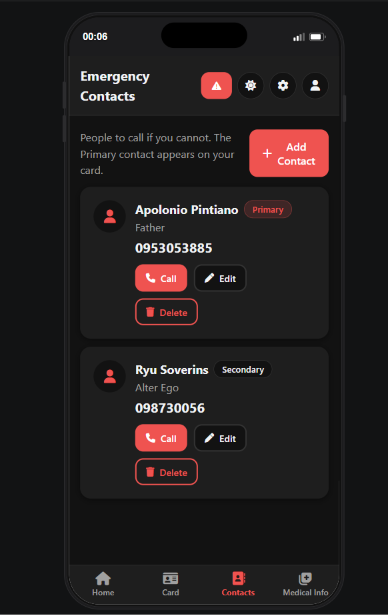 00:06
Emergency
Contacts
People to call if you cannot. The
Primary contact appears on your
card.
+ Add
Contact
Apolonio Pintiano Primary
Father
0953053885
Call Edit
Delete
Ryu Soverins Secondary
Alter Ego
098730056
Call Edit
Delete
Home Card Contacts Medical Info